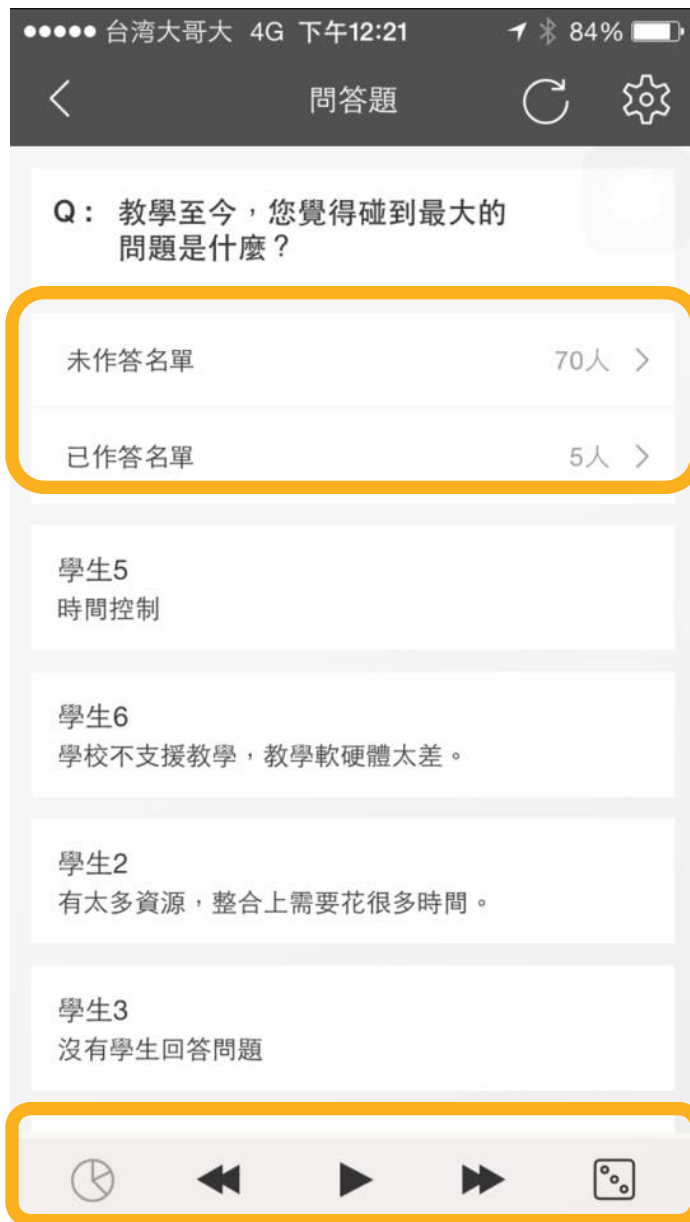 台湾大哥大 4G 下午12:21 84%
問答題
Q： 教學至今，您覺得碰到最大的
問題是什麼？
未作答名單 70人
已作答名單 5人
學生5
時間控制
學生6
學校不支援教學，教學軟硬體太差。
學生2
有太多資源，整合上需要花很多時間。
學生3
沒有學生回答問題